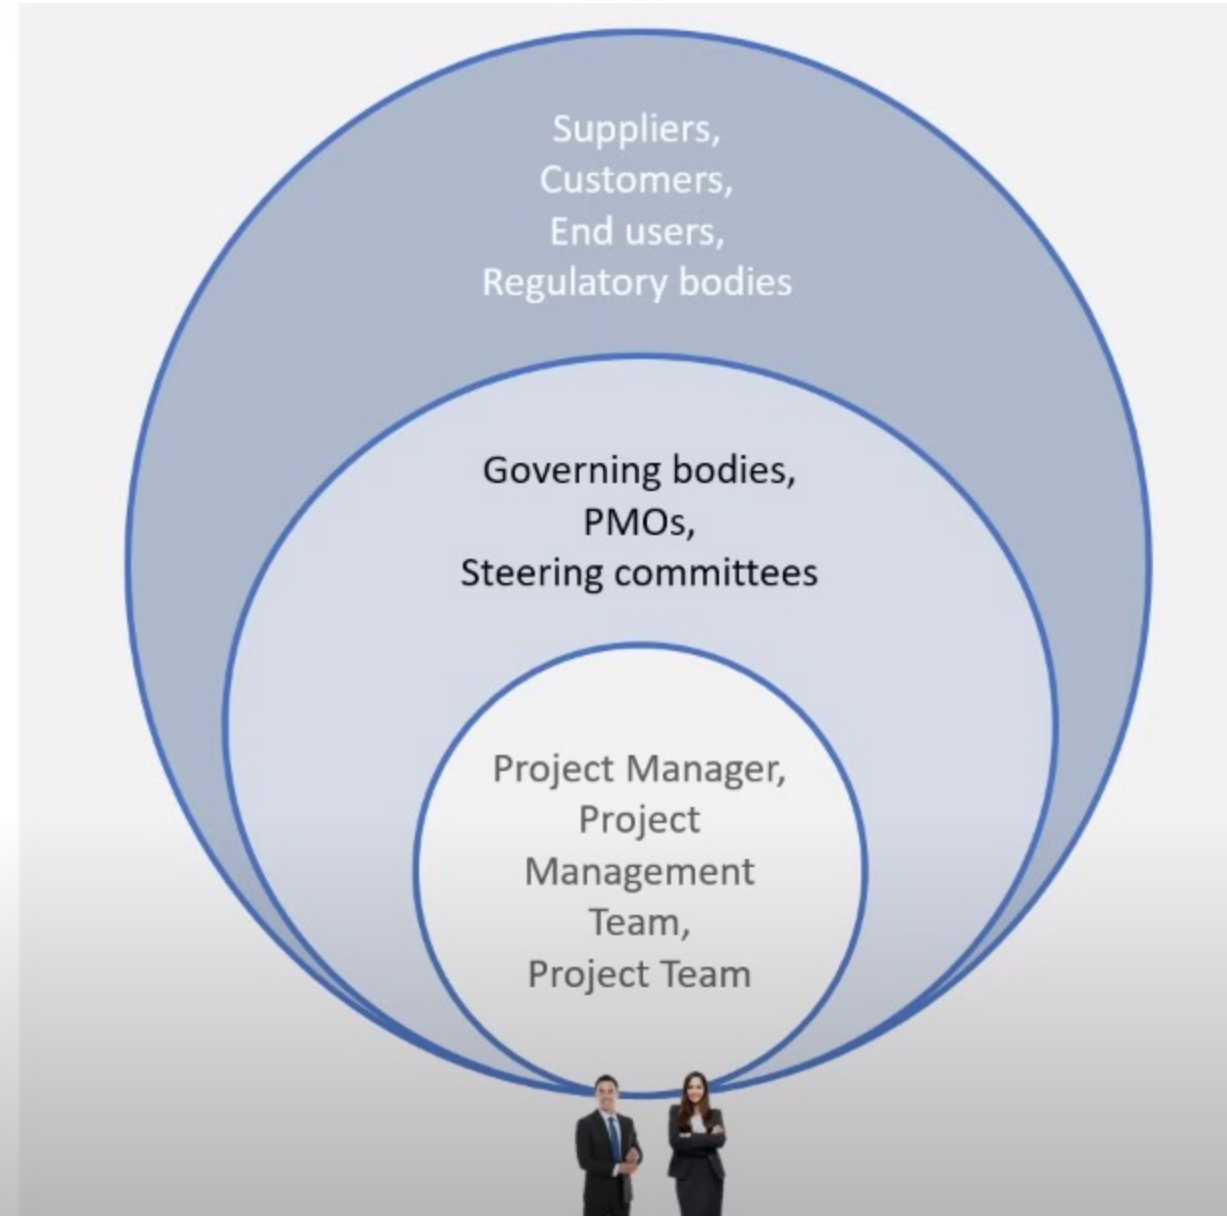 Suppliers,
Customers,
End users,
Regulatory bodies
Governing bodies,
PMOs,
Steering committees
Project Manager,
Project
Management
Team,
Project Team